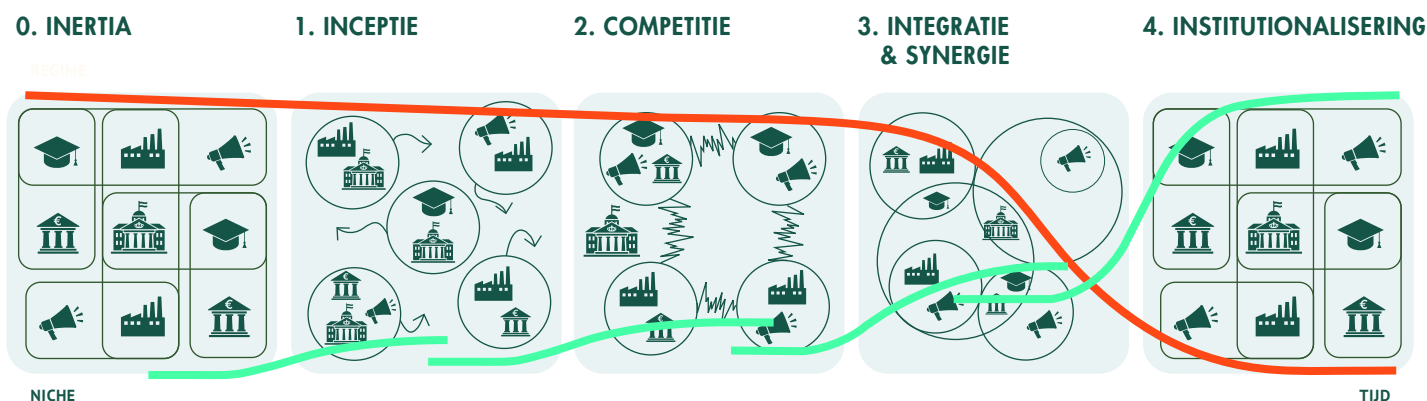 0. INERTIA
1. INCEPTIE
2. COMPETITIE
3. INTEGRATIE
& SYNERGIE
4. INSTITUTIONALISERING
REGIME
NICHE
TIJD